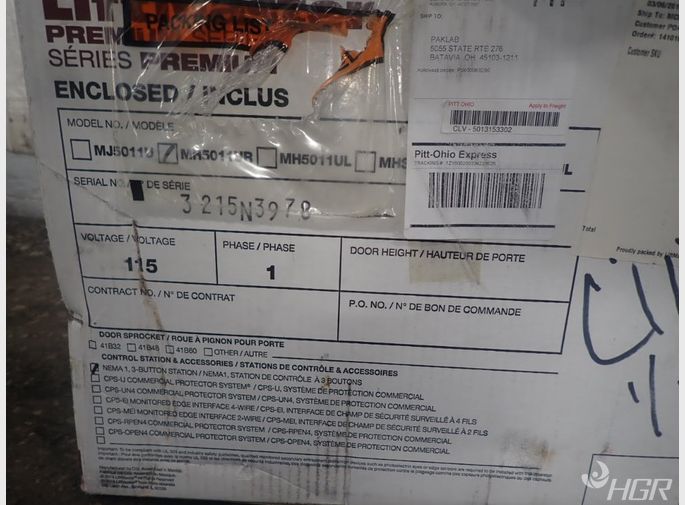 PACKING LIST
PREM
SÉRIES PREMIUM
ENCLOSED / INCLUS
MODEL NO. / MODÈLE
MJ5011U
MH5011UR
MH5011UL
MHS
SERIAL NO. DE SÉRIE
3 215N3978
VOLTAGE / VOLTAGE
115
PHASE / PHASE
1
DOOR HEIGHT / HAUTEUR DE PORTE
CONTRACT NO. / N° DE CONTRAT
P.O. NO. / N° DE BON DE COMMANDE
DOOR SPROCKET / ROUE À PIGNON POUR PORTE
41B32 41B48 41B60 OTHER / AUTRE
CONTROL STATION & ACCESSORIES / STATIONS DE CONTRÔLE & ACCESSOIRES
NEMA 1, 3-BUTTON STATION / NEMA1, STATION DE CONTRÔLE À 3 BOUTONS
CPS-U COMMERCIAL PROTECTOR SYSTEM® / CPS-U, SYSTÈME DE PROTECTION COMMERCIAL
CPS-UN4 COMMERCIAL PROTECTOR SYSTEM / CPS-UN4, SYSTÈME DE PROTECTION COMMERCIAL
CPS-EI MONITORED EDGE INTERFACE 4-WIRE / CPS-EI, INTERFACE DE CHAMP DE SÉCURITÉ SURVEILLÉ À 4 FILS
CPS-MEI MONITORED EDGE INTERFACE 2-WIRE / CPS-MEI, INTERFACE DE CHAMP DE SÉCURITÉ SURVEILLÉ À 2 FILS
CPS-RPEN4 COMMERCIAL PROTECTOR SYSTEM / CPS-RPEN4, SYSTÈME DE PROTECTION COMMERCIAL
CPS-OPEN4 COMMERCIAL PROTECTOR SYSTEM / CPS-OPEN4, SYSTÈME DE PROTECTION COMMERCIAL
SHIP TO:
PAKLAB
5055 STATE RTE 276
BATAVIA, OH 45103-1211
PITT OHIO
Apply to Freight
CLV - 5013153302
Pitt-Ohio Express
Customer SKU
Total
Proudly packed by
HGR